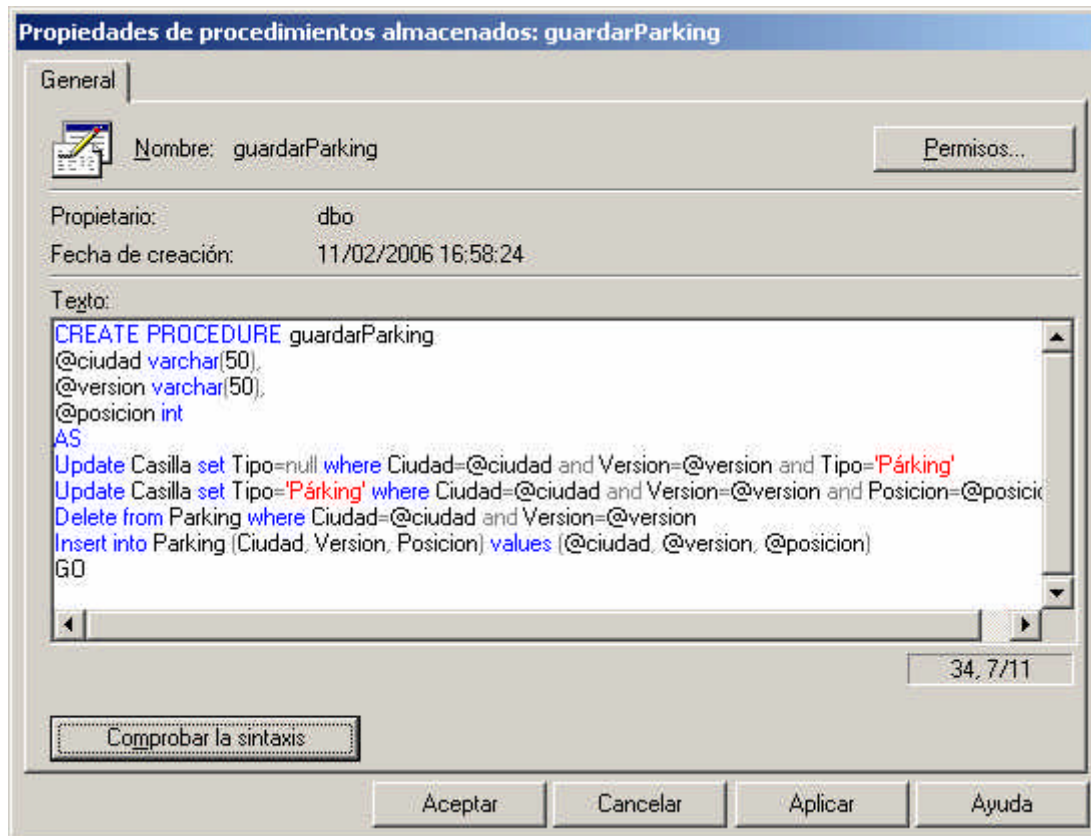 Propiedades de procedimientos almacenados: guardarParking
General
Nombre: guardarParking
Permisos...
Propietario: dbo
Fecha de creación: 11/02/2006 16:58:24
Texto:
CREATE PROCEDURE guardarParking
@ciudad varchar(50),
@version varchar(50),
@posicion int
AS
Update Casilla set Tipo=null where Ciudad=@ciudad and Version=@version and Tipo='Párking'
Update Casilla set Tipo='Párking' where Ciudad=@ciudad and Version=@version and Posicion=@posici
Delete from Parking where Ciudad=@ciudad and Version=@version
Insert into Parking (Ciudad, Version, Posicion) values (@ciudad, @version, @posicion)
GO
34, 7/11
Comprobar la sintaxis
Aceptar Cancelar Aplicar Ayuda